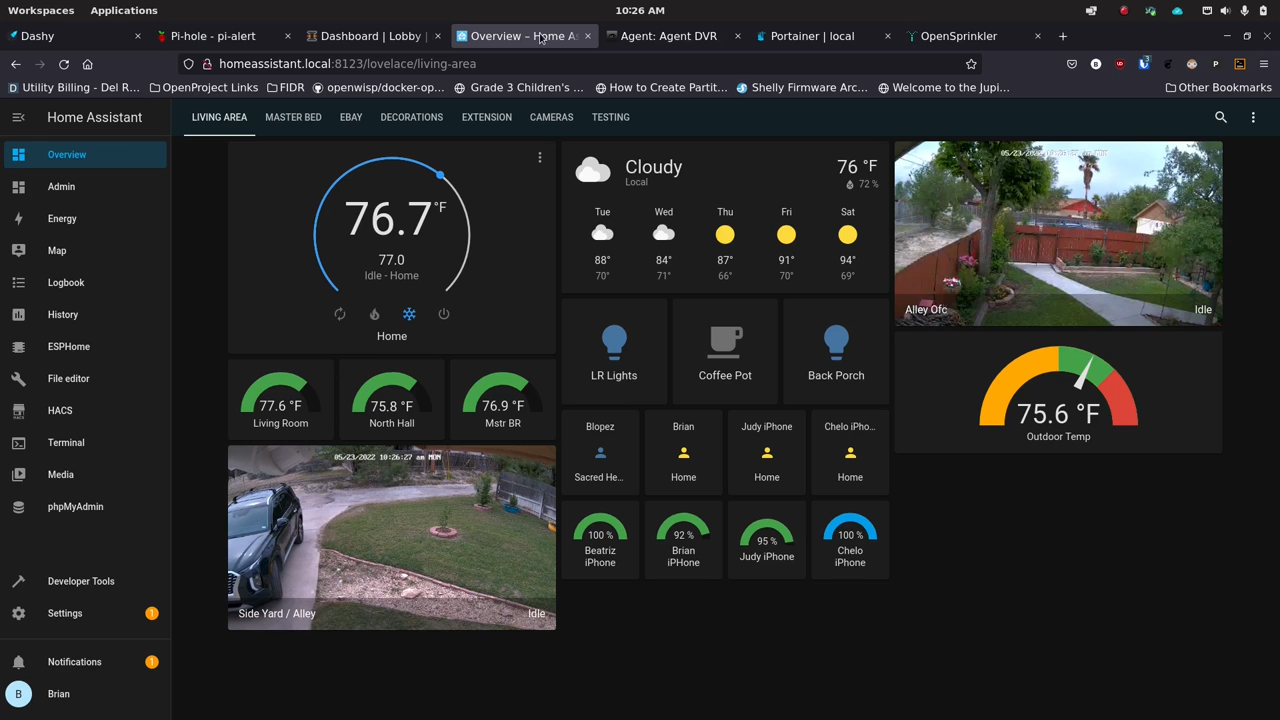 Workspaces Applications 10:26 AM
Dashy
Pi-hole - pi-alert
Dashboard | Lobby |
Overview – Home As
Agent: Agent DVR
Portainer | local
OpenSprinkler
homeassistant.local:8123/lovelace/living-area
Utility Billing - Del R...
OpenProject Links
FIDR
openwisp/docker-op...
Grade 3 Children's ...
How to Create Partit...
Shelly Firmware Arc...
Welcome to the Jupi...
Other Bookmarks
Home Assistant
LIVING AREA
MASTER BED
EBAY
DECORATIONS
EXTENSION
CAMERAS
TESTING
Overview
Admin
Energy
Map
Logbook
History
ESPHome
File editor
HACS
HACS
Terminal
Media
phpMyAdmin
Developer Tools
Settings 1
Notifications 1
B Brian
76.7 °F
77.0
Idle - Home
Home
77.6 °F
Living Room
75.8 °F
North Hall
76.9 °F
Mstr BR
05/23/2022 10:26:27 am MON
Side Yard / Alley Idle
Cloudy
Local
76 °F
72 %
Tue Wed Thu Fri Sat
88° 84° 87° 91° 94°
70° 71° 66° 70° 69°
LR Lights
Coffee Pot
Back Porch
Blopez
Sacred He...
Brian
Home
Judy iPhone
Home
Chelo iPho...
Home
100 %
Beatriz
iPhone
92 %
Brian
iPHone
95 %
Judy iPhone
100 %
Chelo
iPhone
Alley Ofc Idle
75.6 °F
Outdoor Temp